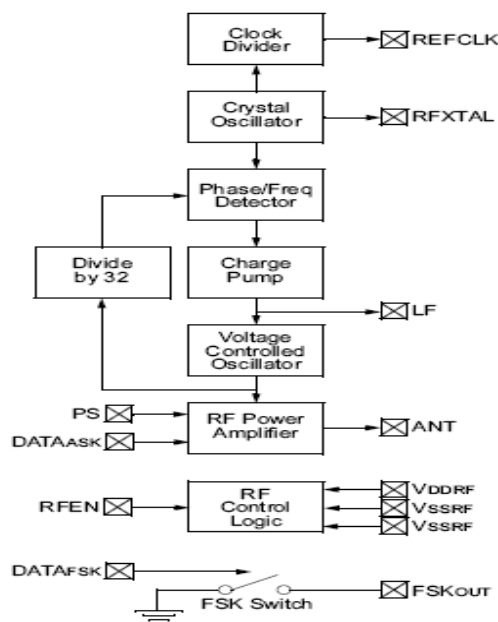 Clock
Divider
REFCLK
Crystal
Oscillator
RFXTAL
Phase/Freq
Detector
Divide
by 32
Charge
Pump
LF
Voltage
Controlled
Oscillator
PS
DATAASK
RF Power
Amplifier
ANT
RFEN
RF
Control
Logic
VDDRF
VSSRF
VSSRF
DATAFSK
FSK Switch
FSKOUT